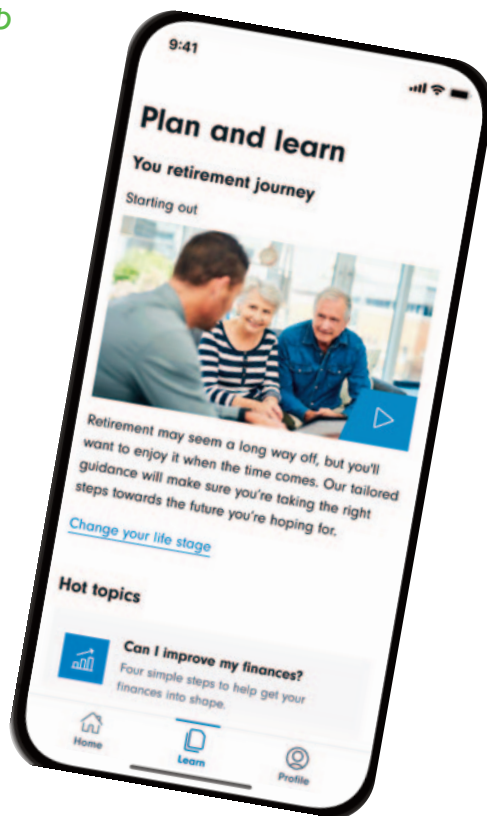 9:41
Plan and learn
You retirement journey
Starting out
Retirement may seem a long way off, but you'll
want to enjoy it when the time comes. Our tailored
guidance will make sure you're taking the right
steps towards the future you're hoping for.
Change your life stage
Hot topics
Can I improve my finances?
Four simple steps to help get your
finances into shape.
Home
Learn
Profile